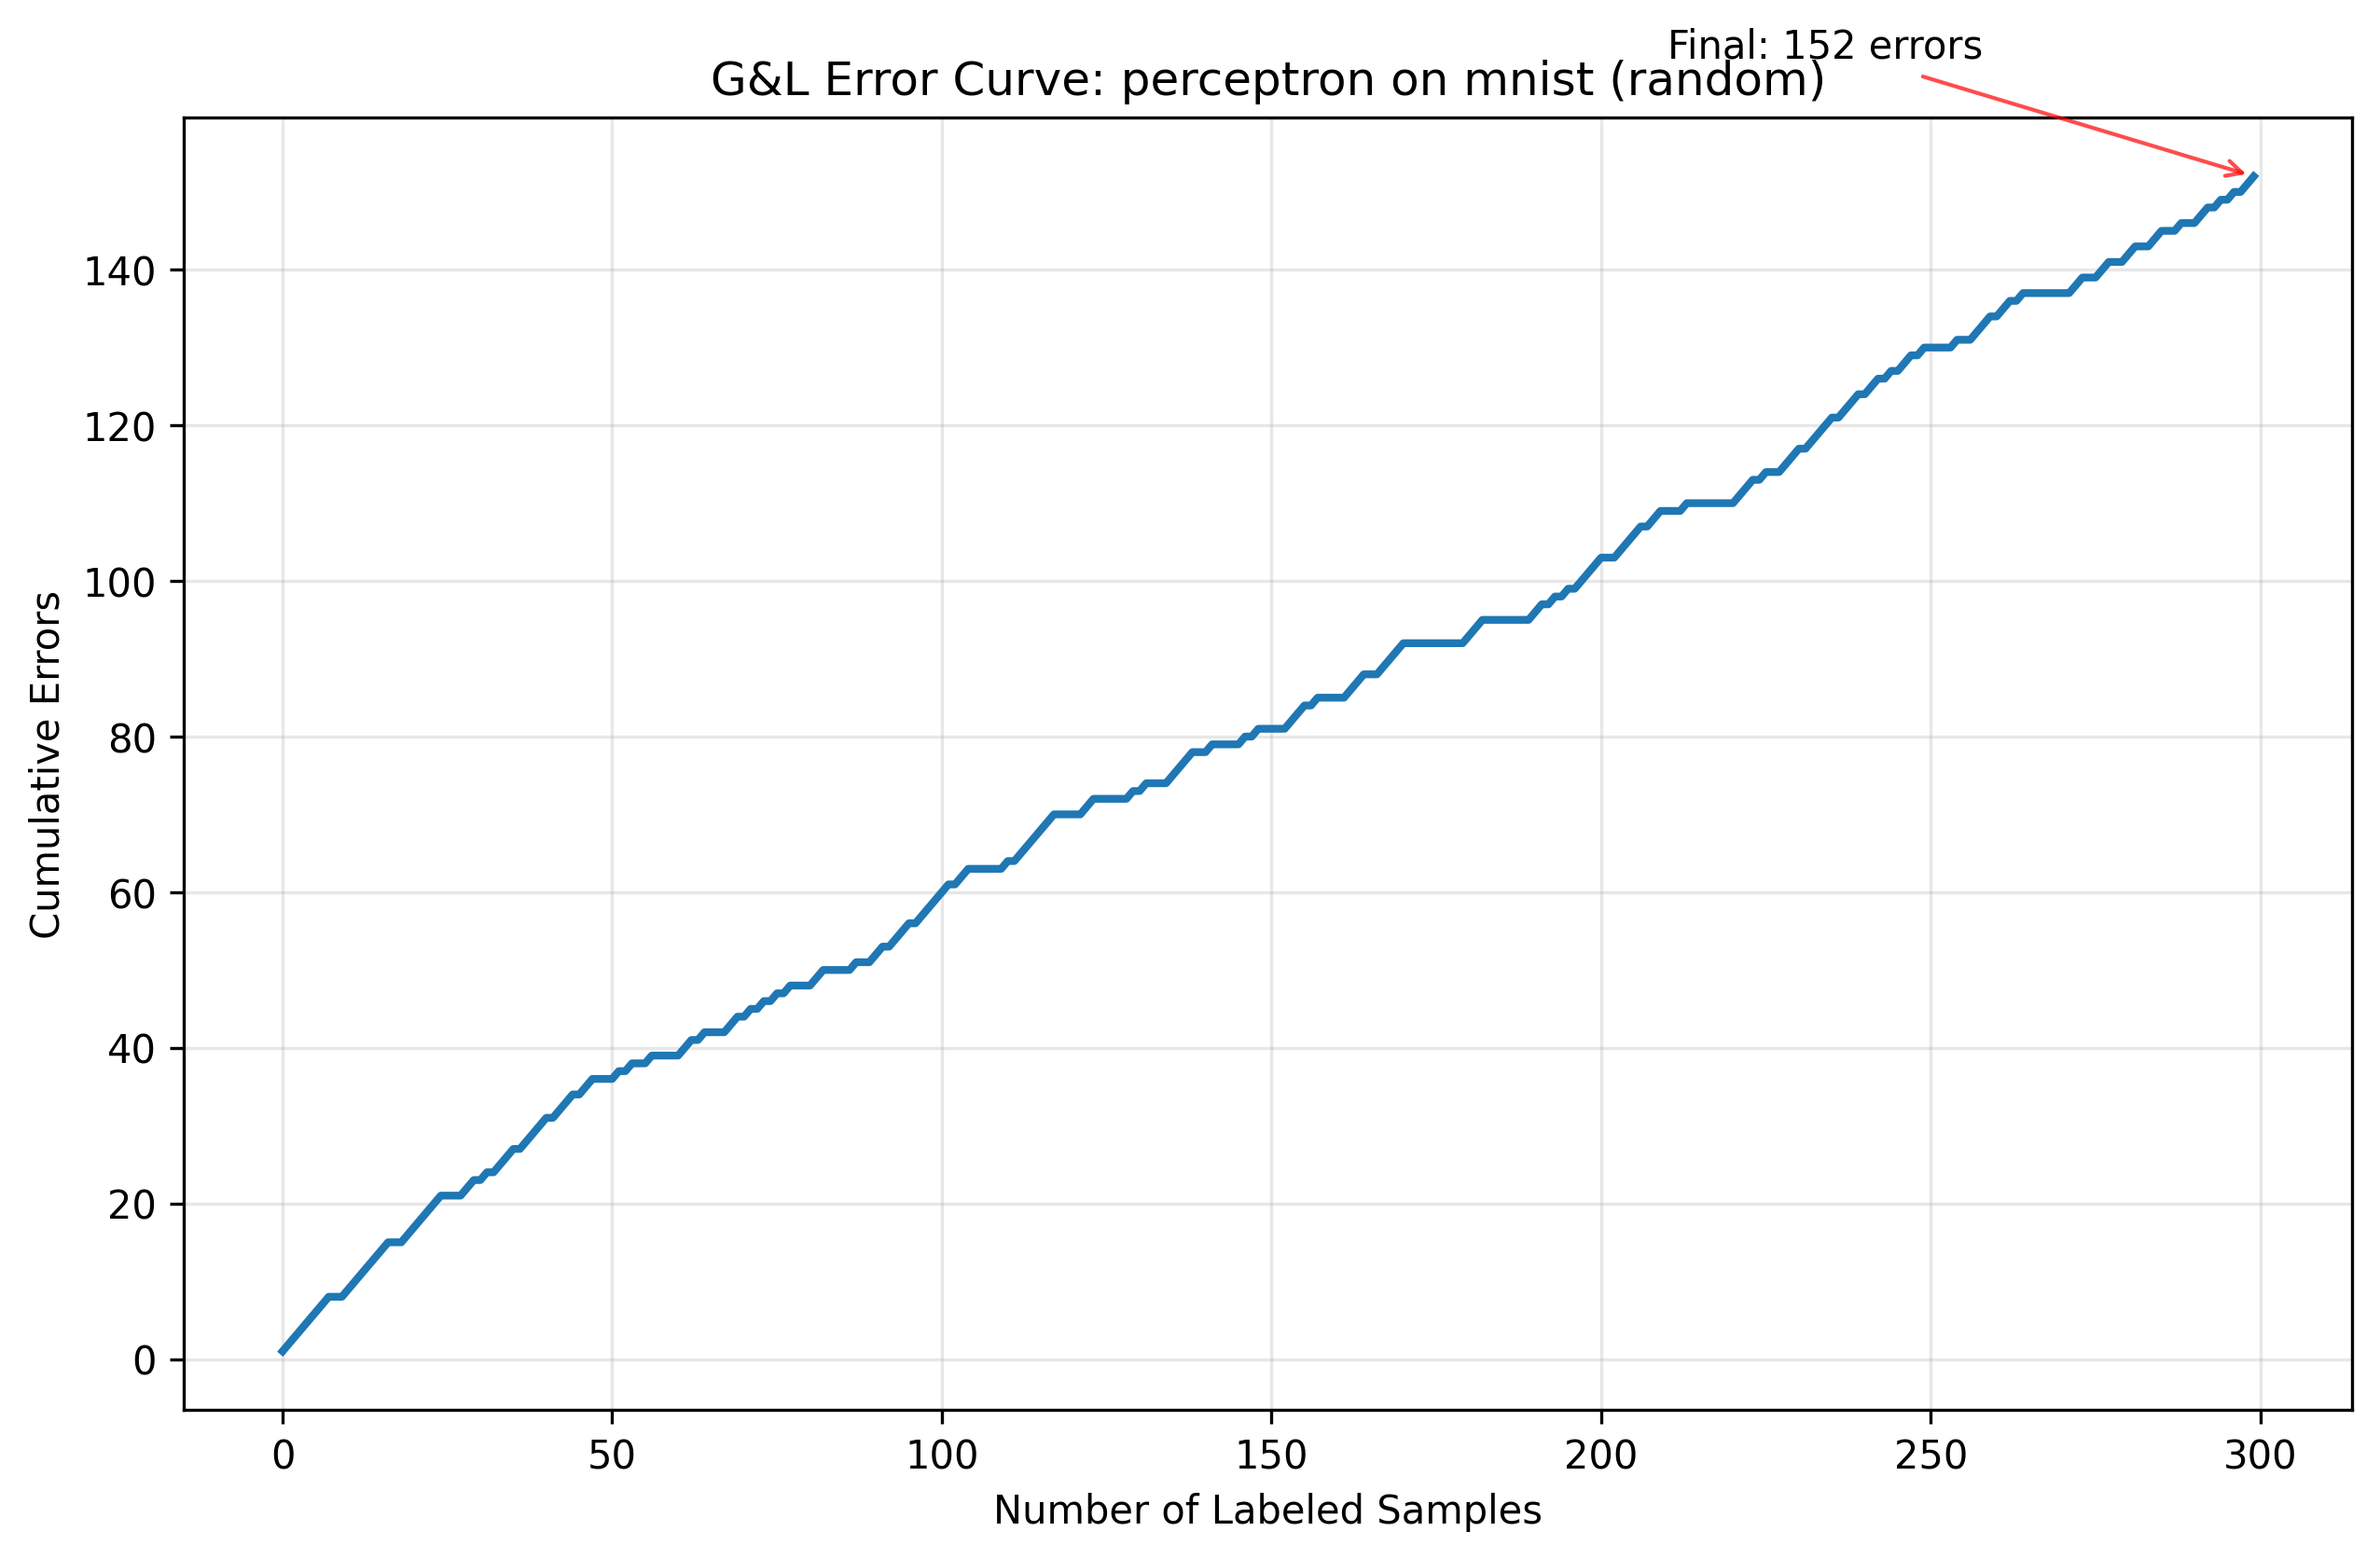 Final: 152 errors
G&L Error Curve: perceptron on mnist (random)
Cumulative Errors
140
120
100
80
60
40
20
0
0 50 100 150 200 250 300
Number of Labeled Samples